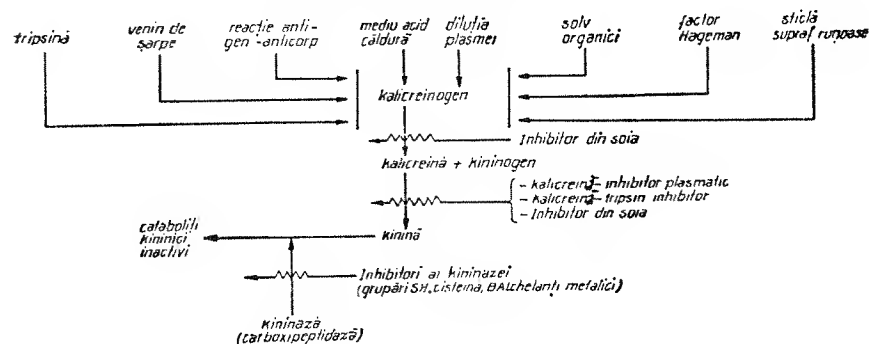 tripsină
venin de
șarpe
reacție anti-
gen-anticorp
mediu acid
căldură
diluția
plasmei
solv
organici
factor
Hageman
sticlă
supraf rugoase
kalicreinogen
Inhibitor din soia
kalicreină + kininogen
- kalicreină - inhibitor plasmatic
- kalicreină - tripsin inhibitor
- Inhibitor din soia
kinină
cataboliți
kininici
inactivi
Inhibitori ai kininazei
(grupări SH, cisteină, BAL, chelanți metalici)
kininază
(carboxipeptidază)